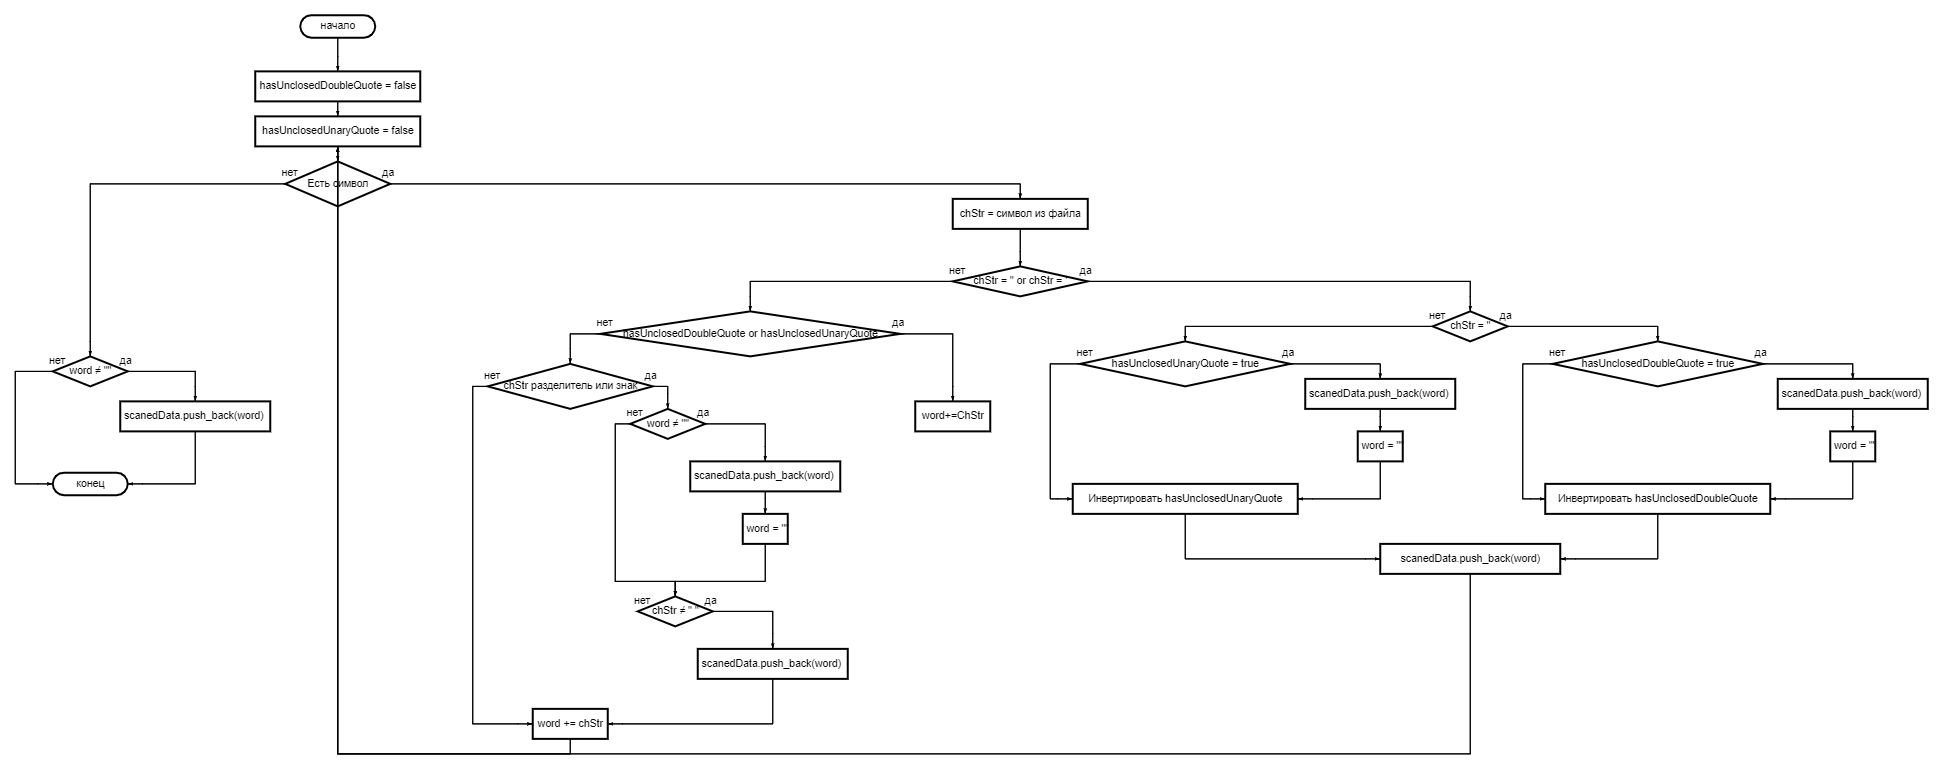 начало
hasUnclosedDoubleQuote = false
hasUnclosedUnaryQuote = false
нет
да
Есть символ
chStr = символ из файла
нет
да
chStr = " or chStr = '
нет
да
hasUnclosedDoubleQuote or hasUnclosedUnaryQuote
нет
да
chStr = "
нет
да
hasUnclosedUnaryQuote = true
нет
да
hasUnclosedDoubleQuote = true
нет
да
word ≠ ""
нет
да
chStr разделитель или знак
scanedData.push_back(word)
scanedData.push_back(word)
scanedData.push_back(word)
word+=ChStr
нет
да
word ≠ ""
word = ""
word = ""
scanedData.push_back(word)
конец
Инвертировать hasUnclosedUnaryQuote
Инвертировать hasUnclosedDoubleQuote
word = ""
scanedData.push_back(word)
нет
да
chStr ≠ " "
scanedData.push_back(word)
word += chStr